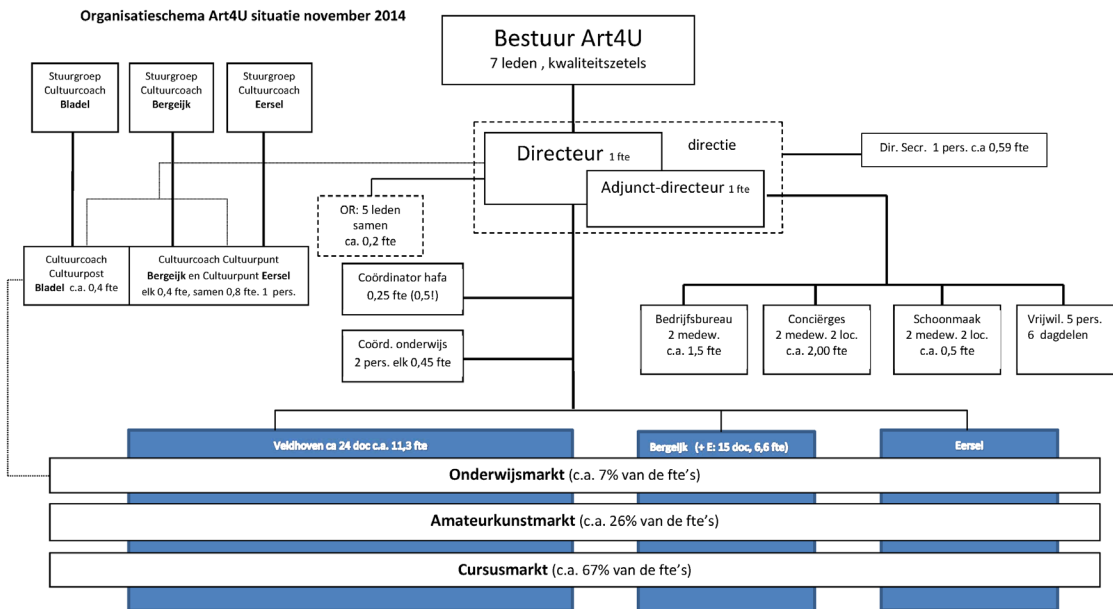 Organisatieschema Art4U situatie november 2014
Bestuur Art4U
7 leden , kwaliteitszetels
Stuurgroep
Cultuurcoach
Bladel
Stuurgroep
Cultuurcoach
Bergeijk
Stuurgroep
Cultuurcoach
Eersel
directie
Directeur 1 fte
Adjunct-directeur 1 fte
Dir. Secr. 1 pers. c.a 0,59 fte
OR: 5 leden
samen
ca. 0,2 fte
Cultuurcoach
Cultuurpost
Bladel c.a. 0,4 fte
Cultuurcoach Cultuurpunt
Bergeijk en Cultuurpunt Eersel
elk 0,4 fte, samen 0,8 fte. 1 pers.
Coördinator hafa
0,25 fte (0,5!)
Coörd. onderwijs
2 pers. elk 0,45 fte
Bedrijfsbureau
2 medew.
c.a. 1,5 fte
Conciërges
2 medew. 2 loc.
c.a. 2,00 fte
Schoonmaak
2 medew. 2 loc.
c.a. 0,5 fte
Vrijwil. 5 pers.
6 dagdelen
Veldhoven ca 24 doc c.a. 11,3 fte
Bergeijk (+ E: 15 doc, 6,6 fte)
Eersel
Onderwijsmarkt (c.a. 7% van de fte's)
Amateurkunstmarkt (c.a. 26% van de fte's)
Cursusmarkt (c.a. 67% van de fte's)